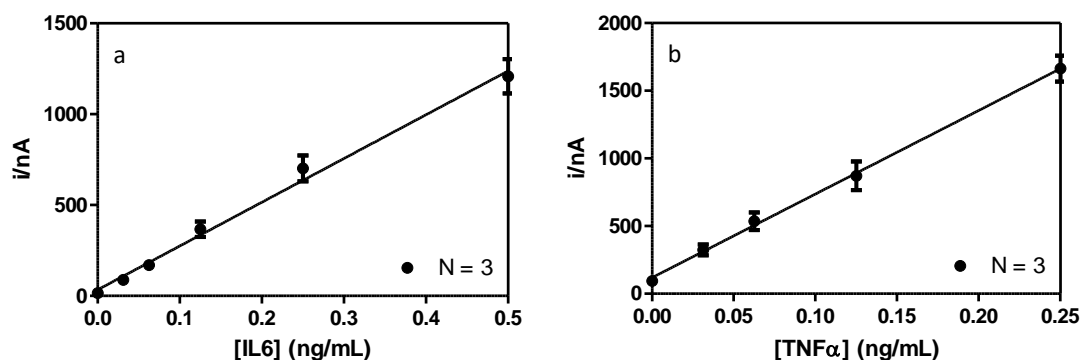 a
i/nA
1500
1000
500
0
0.0 0.1 0.2 0.3 0.4 0.5
[IL6] (ng/mL)
N = 3
b
i/nA
2000
1500
1000
500
0
0.00 0.05 0.10 0.15 0.20 0.25
[TNFα] (ng/mL)
N = 3